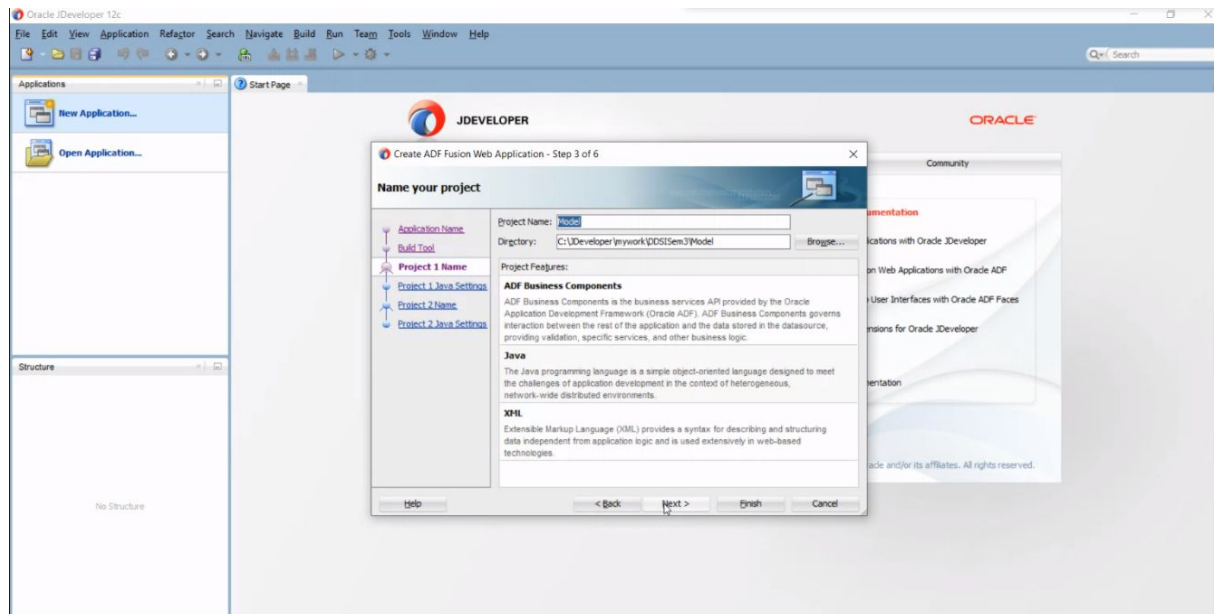 Oracle JDeveloper 12c
File Edit View Application Refactor Search Navigate Build Run Team Tools Window Help
Search
Applications
Start Page
New Application...
Open Application...
JDEVELOPER
ORACLE
Community
Create ADF Fusion Web Application - Step 3 of 6
Name your project
Application Name
Build Tool
Project 1 Name
Project 1 Java Settings
Project 2 Name
Project 2 Java Settings
Project Name: Model
Directory: C:\JDeveloper\mywork\DDSISem3\Model
Browse...
Project Features:
ADF Business Components
ADF Business Components is the business services API provided by the Oracle
Application Development Framework (Oracle ADF). ADF Business Components governs
interaction between the rest of the application and the data stored in the datasource,
providing validation, specific services, and other business logic.
Java
The Java programming language is a simple object-oriented language designed to meet
the challenges of application development in the context of heterogeneous,
network-wide distributed environments.
XML
Extensible Markup Language (XML) provides a syntax for describing and structuring
data independent from application logic and is used extensively in web-based
technologies.
Help
< Back
Next >
Finish
Cancel
umentation
ications with Oracle JDeveloper
on Web Applications with Oracle ADF
User Interfaces with Oracle ADF Faces
nsions for Oracle JDeveloper
mentation
acle and/or its affiliates. All rights reserved.
Structure
No Structure